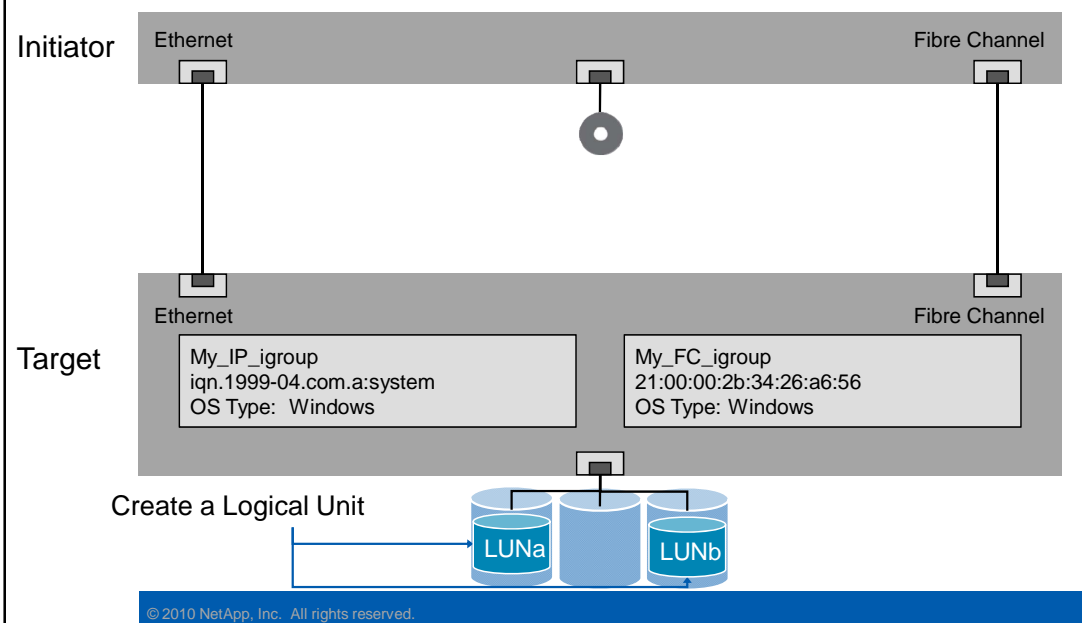 Initiator
Ethernet
Fibre Channel
Ethernet
Fibre Channel
Target
My_IP_igroup
iqn.1999-04.com.a:system
OS Type: Windows
My_FC_igroup
21:00:00:2b:34:26:a6:56
OS Type: Windows
Create a Logical Unit
LUNa
LUNb
© 2010 NetApp, Inc. All rights reserved.